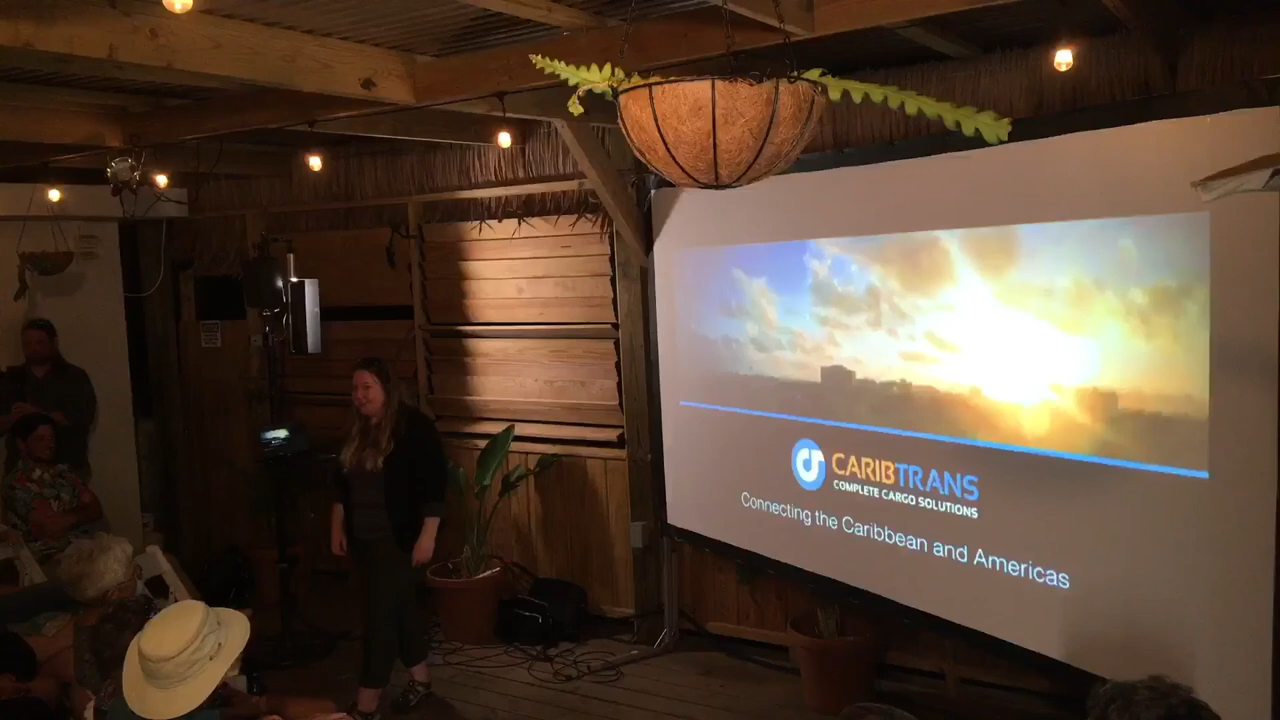 CARIBTRANS
COMPLETE CARGO SOLUTIONS
Connecting the Caribbean and Americas